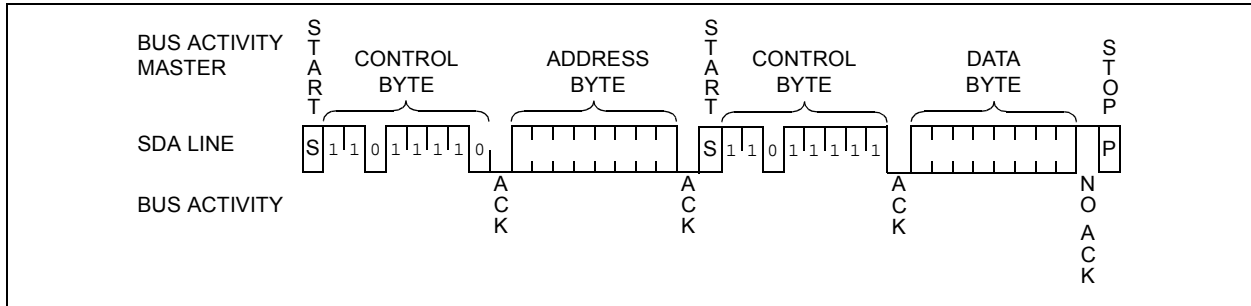 BUS ACTIVITY
MASTER
START
CONTROL
BYTE
ADDRESS
BYTE
START
CONTROL
BYTE
DATA
BYTE
STOP
SDA LINE
S 1 1 0 1 1 1 1 0
S 1 1 0 1 1 1 1 1
P
BUS ACTIVITY
ACK
ACK
ACK
NO ACK